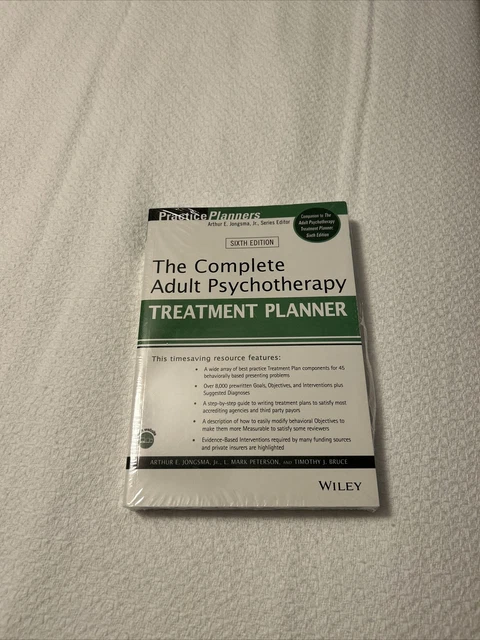 PracticePlanners
Arthur E. Jongsma, Jr., Series Editor
Companion to The
Adult Psychotherapy
Treatment Planner,
Sixth Edition
SIXTH EDITION
The Complete
Adult Psychotherapy
TREATMENT PLANNER
This timesaving resource features:
• A wide array of best practice Treatment Plan components for 45
behaviorally based presenting problems
• Over 8,000 prewritten Goals, Objectives, and Interventions plus
Suggested Diagnoses
• A step-by-step guide to writing treatment plans to satisfy most
accrediting agencies and third party payors
• A description of how to easily modify behavioral Objectives to
make them more Measurable to satisfy some reviewers
• Evidence-Based Interventions required by many funding sources
and private insurers are highlighted
ARTHUR E. JONGSMA, JR., L. MARK PETERSON, AND TIMOTHY J. BRUCE
WILEY